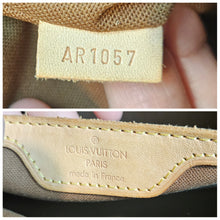 AR1057
LOUIS VUITTON
PARIS
made in France